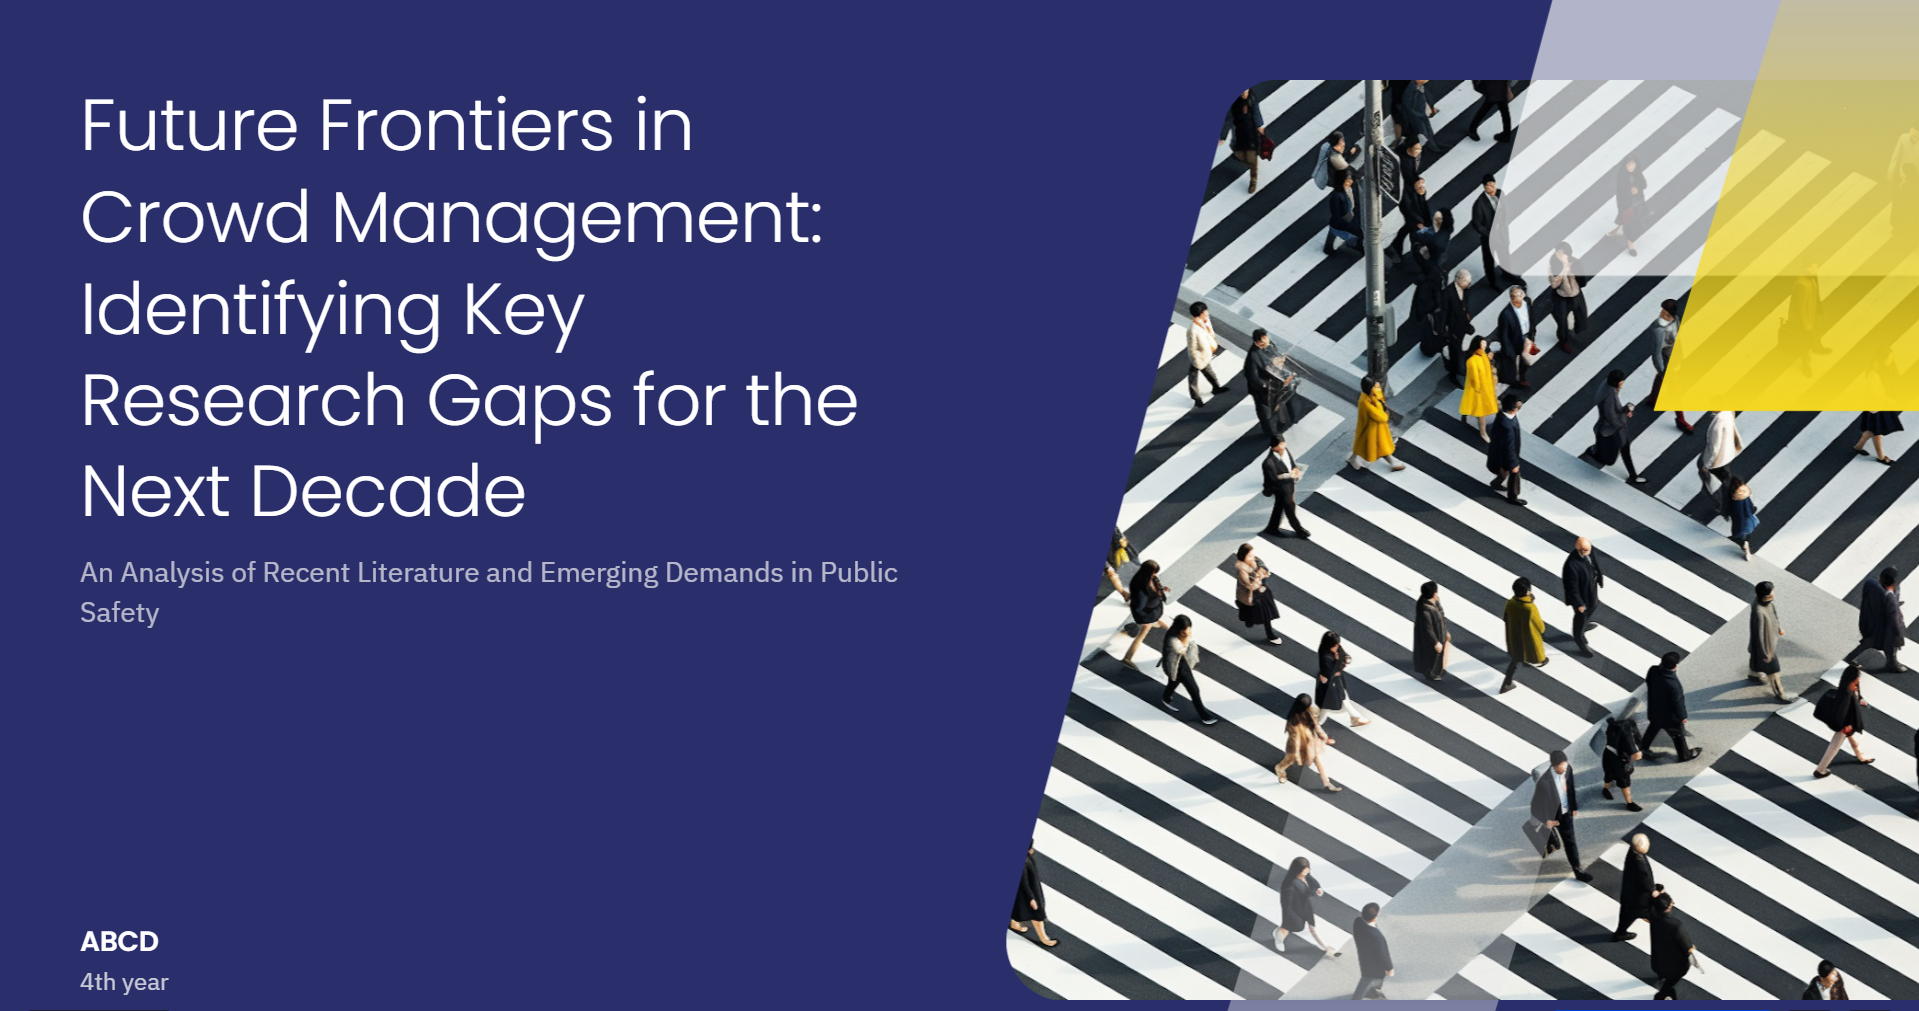 Future Frontiers in
Crowd Management:
Identifying Key
Research Gaps for the
Next Decade
An Analysis of Recent Literature and Emerging Demands in Public
Safety
ABCD
4th year